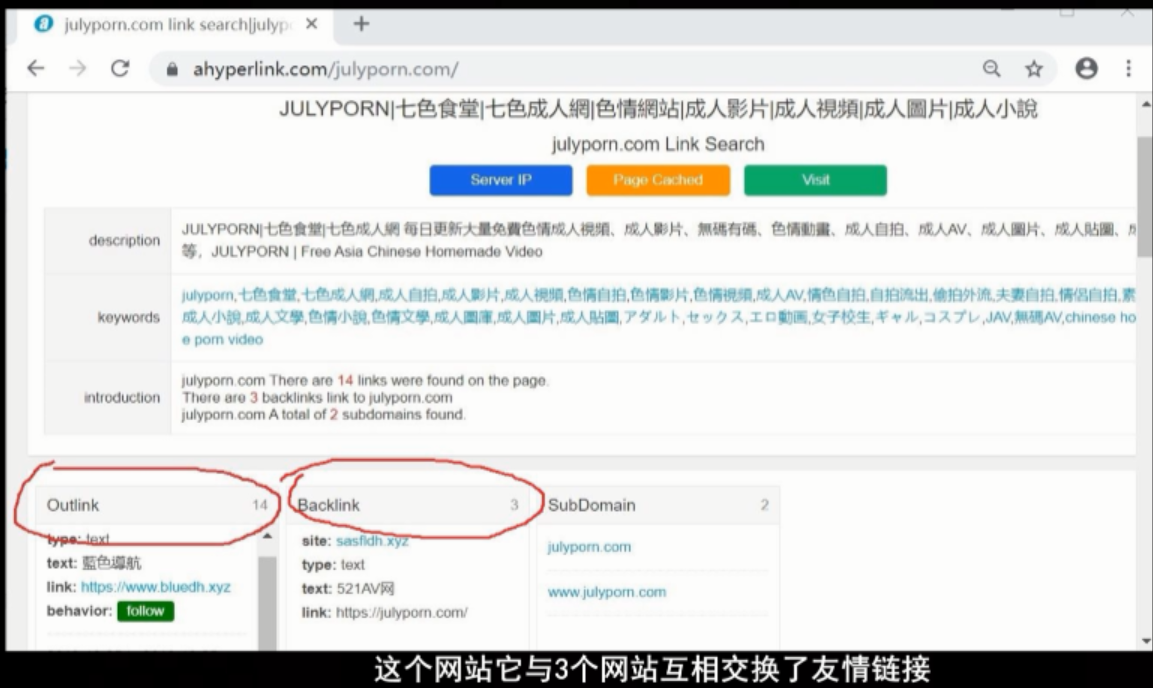 julyporn.com link search|julypo
ahyperlink.com/julyporn.com/
JULYPORN|七色食堂|七色成人網|色情網站|成人影片|成人視頻|成人圖片|成人小說
julyporn.com Link Search
Server IP
Page Cached
Visit
description
JULYPORN|七色食堂|七色成人網 每日更新大量免費色情成人視頻、成人影片、無碼有碼、色情動畫、成人自拍、成人AV、成人圖片、成人貼圖、
等，JULYPORN | Free Asia Chinese Homemade Video
keywords
julyporn,七色食堂,七色成人網,成人自拍,成人影片,成人視頻,色情自拍,色情影片,色情視頻,成人AV,情色自拍,自拍流出,偷拍外流,夫妻自拍,情侶自拍,素
成人小說,成人文學,色情小說,色情文學,成人圖庫,成人圖片,成人貼圖,アダルト,セックス,エロ動画,女子校生,ギャル,コスプレ,JAV,無碼AV,chinese ho
e porn video
introduction
julyporn.com There are 14 links were found on the page.
There are 3 backlinks link to julyporn.com
julyporn.com A total of 2 subdomains found.
Outlink 14
type: text
text: 藍色導航
link: https://www.bluedh.xyz
behavior: follow
Backlink 3
site: sasfldh.xyz
type: text
text: 521AV网
link: https://julyporn.com/
SubDomain 2
julyporn.com
www.julyporn.com
这个网站它与3个网站互相交换了友情链接